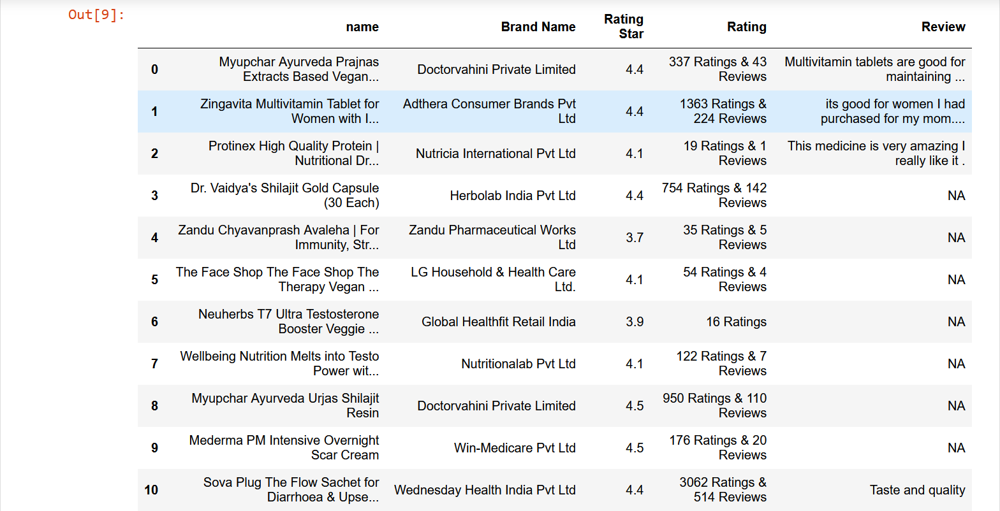 Out[9]:
name Brand Name Rating Star Rating Review
0 Myupchar Ayurveda Prajnas Extracts Based Vegan... Doctorvahini Private Limited 4.4 337 Ratings & 43 Reviews Multivitamin tablets are good for maintaining ...
1 Zingavita Multivitamin Tablet for Women with I... Adthera Consumer Brands Pvt Ltd 4.4 1363 Ratings & 224 Reviews its good for women I had purchased for my mom....
2 Protinex High Quality Protein | Nutritional Dr... Nutricia International Pvt Ltd 4.1 19 Ratings & 1 Reviews This medicine is very amazing I really like it .
3 Dr. Vaidya's Shilajit Gold Capsule (30 Each) Herbolab India Pvt Ltd 4.4 754 Ratings & 142 Reviews NA
4 Zandu Chyavanprash Avaleha | For Immunity, Str... Zandu Pharmaceutical Works Ltd 3.7 35 Ratings & 5 Reviews NA
5 The Face Shop The Face Shop The Therapy Vegan ... LG Household & Health Care Ltd. 4.1 54 Ratings & 4 Reviews NA
6 Neuherbs T7 Ultra Testosterone Booster Veggie ... Global Healthfit Retail India 3.9 16 Ratings NA
7 Wellbeing Nutrition Melts into Testo Power wit... Nutritionalab Pvt Ltd 4.1 122 Ratings & 7 Reviews NA
8 Myupchar Ayurveda Urjas Shilajit Resin Doctorvahini Private Limited 4.5 950 Ratings & 110 Reviews NA
9 Mederma PM Intensive Overnight Scar Cream Win-Medicare Pvt Ltd 4.5 176 Ratings & 20 Reviews NA
10 Sova Plug The Flow Sachet for Diarrhoea & Upse... Wednesday Health India Pvt Ltd 4.4 3062 Ratings & 514 Reviews Taste and quality